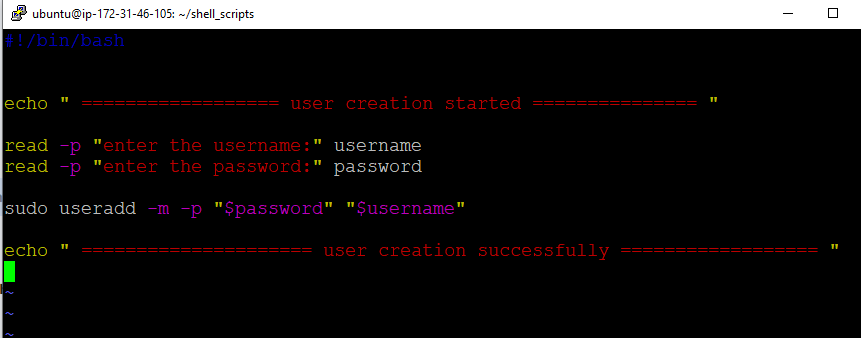 ubuntu@ip-172-31-46-105: ~/shell_scripts
#!/bin/bash
echo " ================== user creation started =============== "
read -p "enter the username:" username
read -p "enter the password:" password
sudo useradd -m -p "$password" "$username"
echo " ===================== user creation successfully ================== "
~
~
~